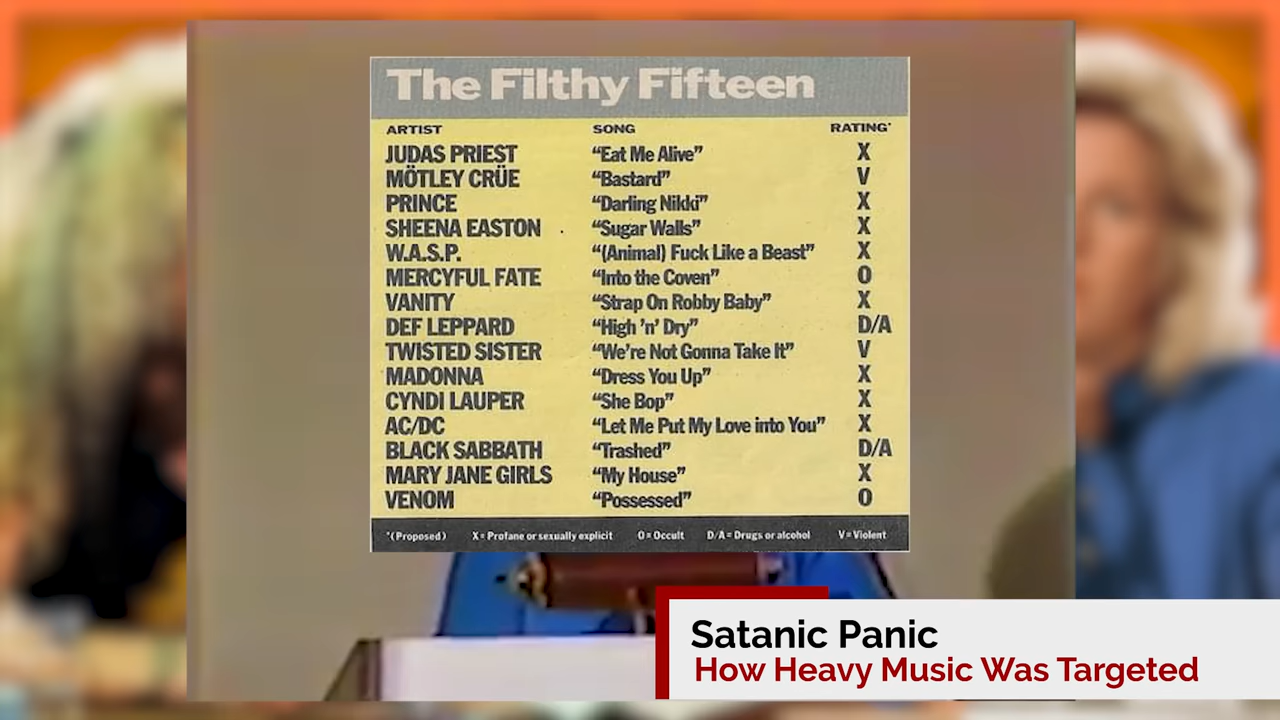 The Filthy Fifteen
ARTIST SONG RATING*
JUDAS PRIEST “Eat Me Alive” X
MÖTLEY CRÜE “Bastard” V
PRINCE “Darling Nikki” X
SHEENA EASTON “Sugar Walls” X
W.A.S.P. “(Animal) Fuck Like a Beast” X
MERCYFUL FATE “Into the Coven” O
VANITY “Strap On Robby Baby” X
DEF LEPPARD “High ’n’ Dry” D/A
TWISTED SISTER “We’re Not Gonna Take It” V
MADONNA “Dress You Up” X
CYNDI LAUPER “She Bop” X
AC/DC “Let Me Put My Love into You” X
BLACK SABBATH “Trashed” D/A
MARY JANE GIRLS “My House” X
VENOM “Possessed” O
*(Proposed) X = Profane or sexually explicit O = Occult D/A = Drugs or alcohol V = Violent
Satanic Panic
How Heavy Music Was Targeted